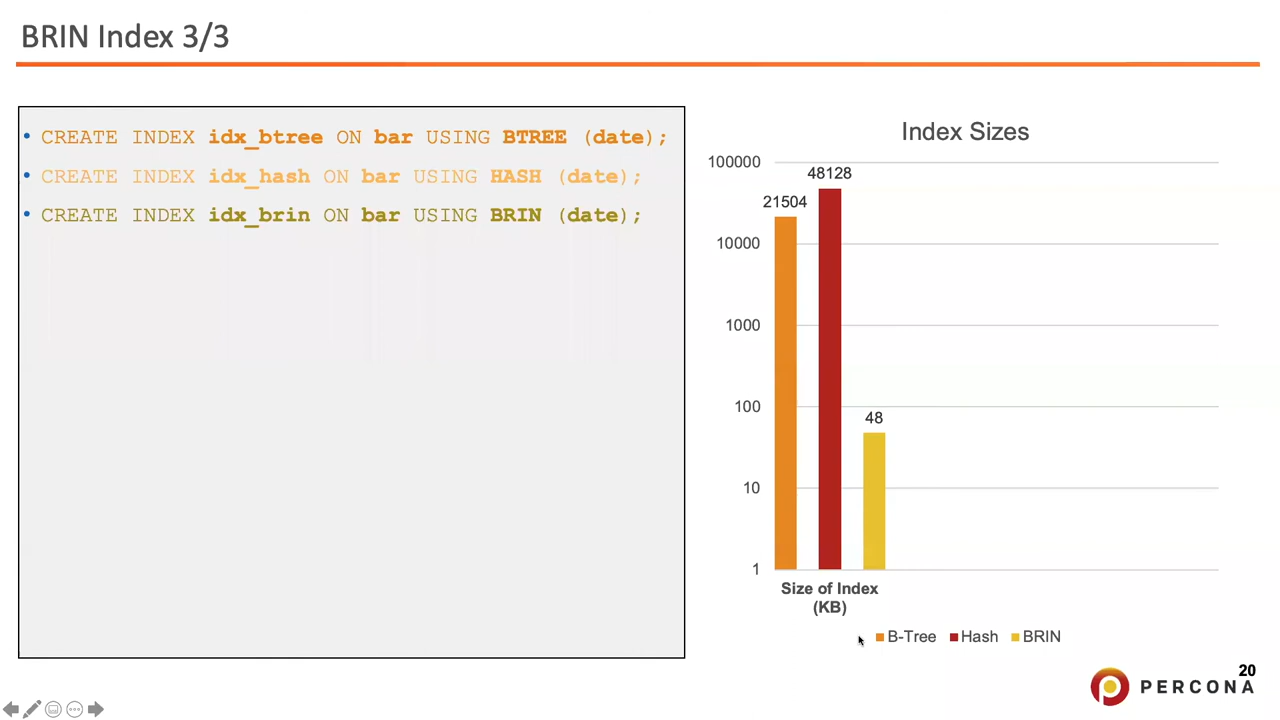 BRIN Index 3/3
• CREATE INDEX idx_btree ON bar USING BTREE (date);
• CREATE INDEX idx_hash ON bar USING HASH (date);
• CREATE INDEX idx_brin ON bar USING BRIN (date);
Index Sizes
100000
10000
1000
100
10
1
21504
48128
48
Size of Index
(KB)
B-Tree Hash BRIN
20
PERCONA